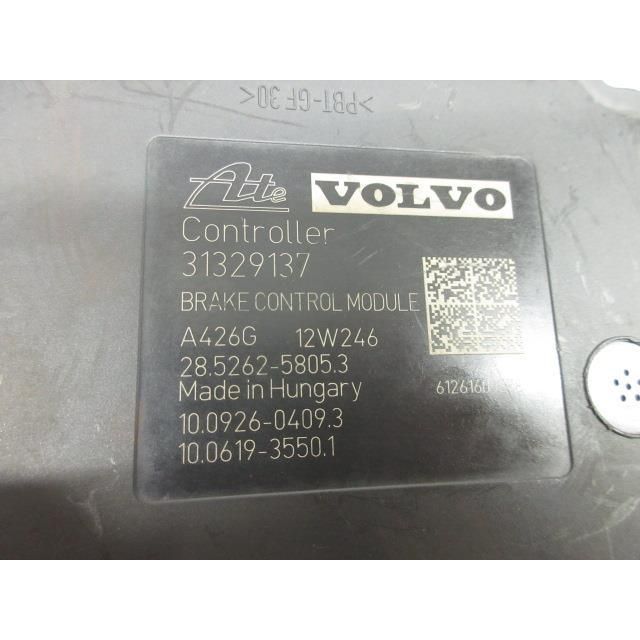 >PBT-GF30<
Ate VOLVO
Controller
31329137
BRAKE CONTROL MODULE
A426G 12W246
28.5262-5805.3
Made in Hungary
10.0926-0409.3
10.0619-3550.1